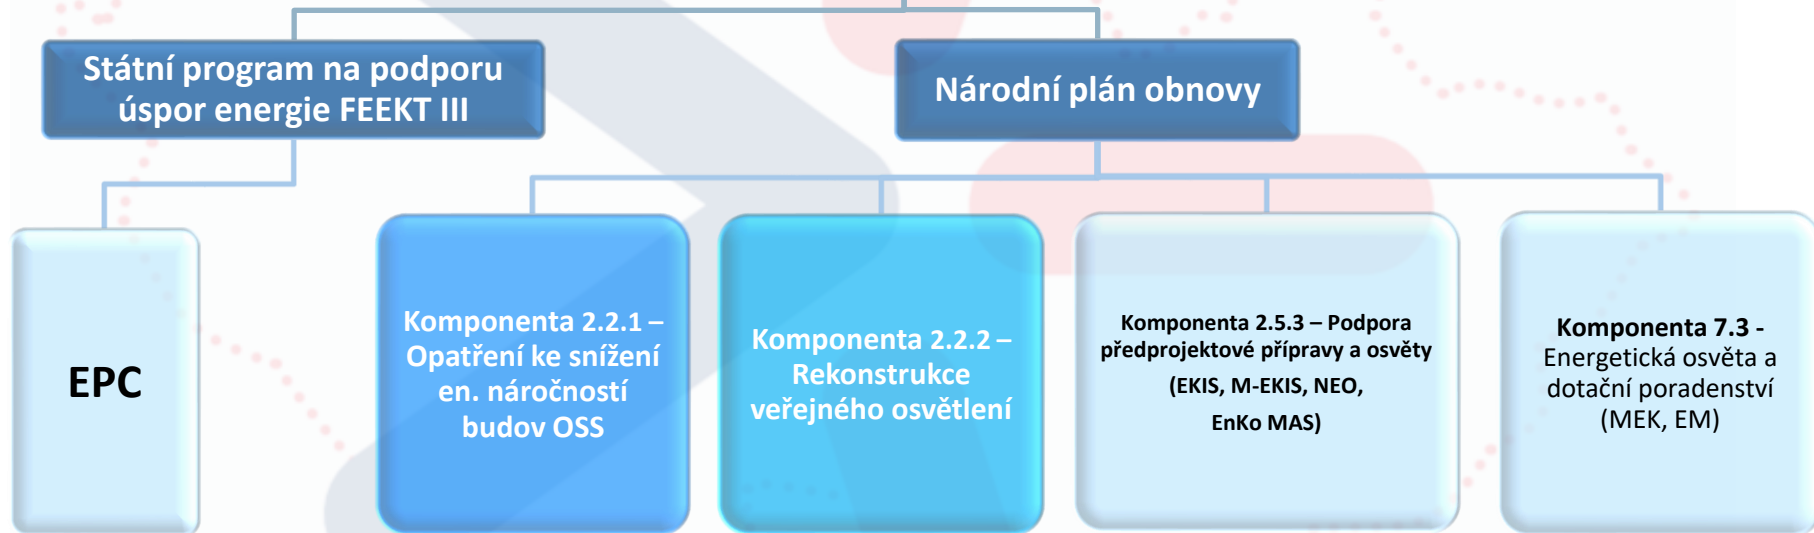 Státní program na podporu
úspor energie FEEKT III
Národní plán obnovy
EPC
Komponenta 2.2.1 –
Opatření ke snížení
en. náročností
budov OSS
Komponenta 2.2.2 –
Rekonstrukce
veřejného osvětlení
Komponenta 2.5.3 – Podpora
předprojektové přípravy a osvěty
(EKIS, M-EKIS, NEO,
EnKo MAS)
Komponenta 7.3 -
Energetická osvěta a
dotační poradenství
(MEK, EM)